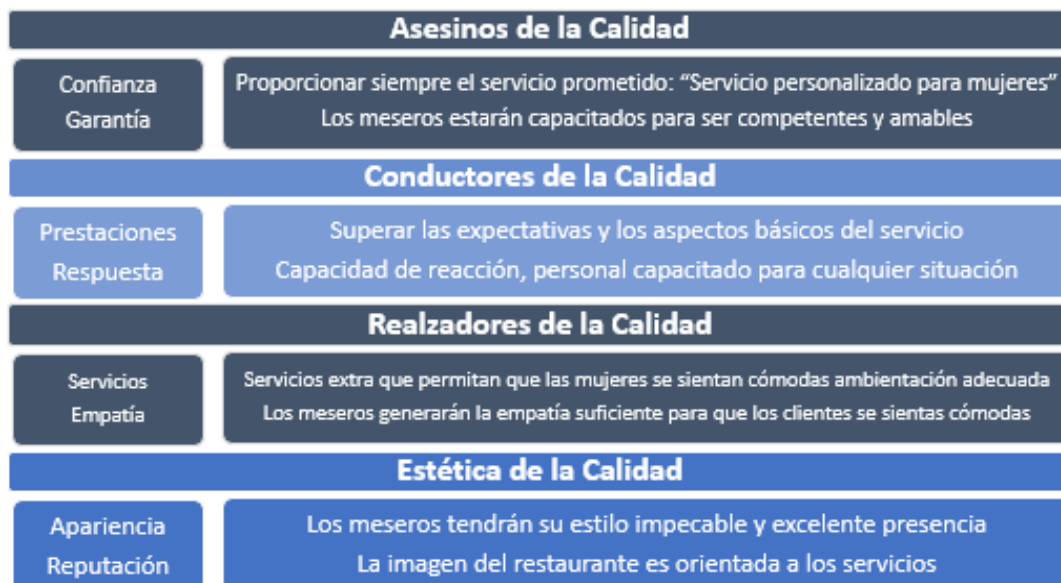 Asesinos de la Calidad
Confianza
Garantía
Proporcionar siempre el servicio prometido: “Servicio personalizado para mujeres”
Los meseros estarán capacitados para ser competentes y amables
Conductores de la Calidad
Prestaciones
Respuesta
Superar las expectativas y los aspectos básicos del servicio
Capacidad de reacción, personal capacitado para cualquier situación
Realzadores de la Calidad
Servicios
Empatía
Servicios extra que permitan que las mujeres se sientan cómodas ambientación adecuada
Los meseros generarán la empatía suficiente para que los clientes se sientas cómodas
Estética de la Calidad
Apariencia
Reputación
Los meseros tendrán su estilo impecable y excelente presencia
La imagen del restaurante es orientada a los servicios